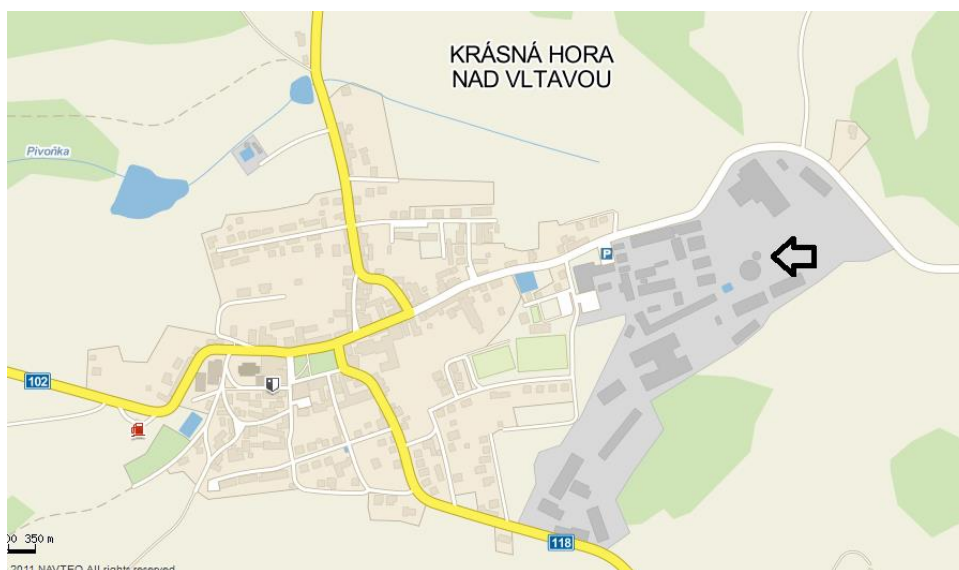 KRÁSNÁ HORA
NAD VLTAVOU
Pivoňka
P
102
118
350 m
2011 NAVTEQ All rights reserved